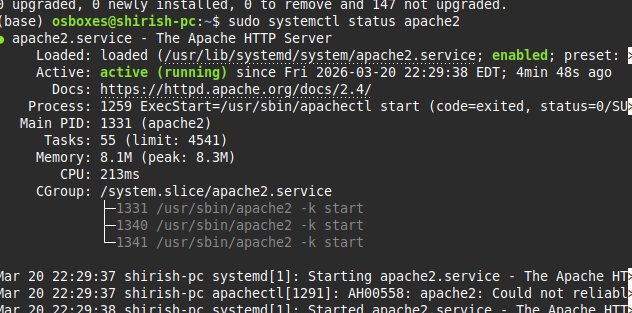 0 upgraded, 0 newly installed, 0 to remove and 147 not upgraded.
(base) osboxes@shirish-pc:~$ sudo systemctl status apache2
● apache2.service - The Apache HTTP Server
Loaded: loaded (/usr/lib/systemd/system/apache2.service; enabled; preset: >
Active: active (running) since Fri 2026-03-20 22:29:38 EDT; 4min 48s ago
Docs: https://httpd.apache.org/docs/2.4/
Process: 1259 ExecStart=/usr/sbin/apachectl start (code=exited, status=0/SU>
Main PID: 1331 (apache2)
Tasks: 55 (limit: 4541)
Memory: 8.1M (peak: 8.3M)
CPU: 213ms
CGroup: /system.slice/apache2.service
├─1331 /usr/sbin/apache2 -k start
├─1340 /usr/sbin/apache2 -k start
└─1341 /usr/sbin/apache2 -k start
Mar 20 22:29:37 shirish-pc systemd[1]: Starting apache2.service - The Apache HT>
Mar 20 22:29:37 shirish-pc apachectl[1291]: AH00558: apache2: Could not reliabl>
Mar 20 22:29:38 shirish-pc systemd[1]: Started apache2.service - The Apache HTT>